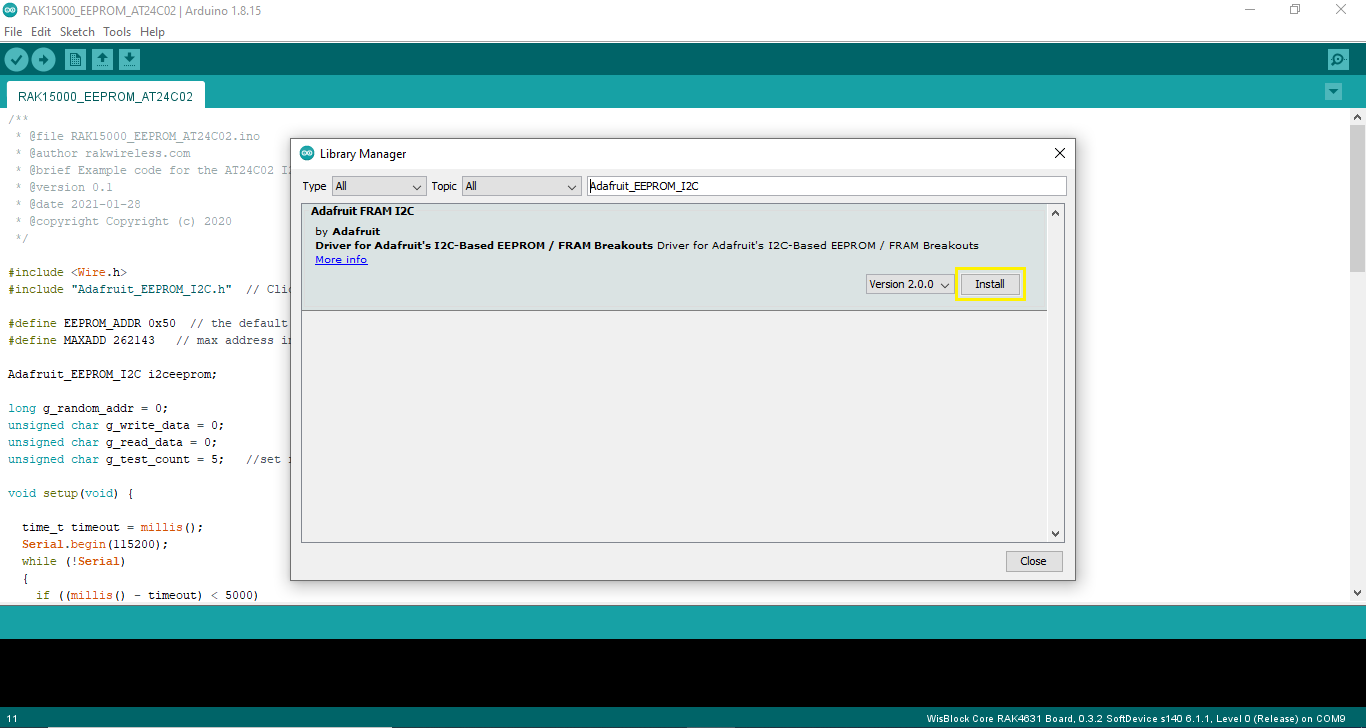 RAK15000_EEPROM_AT24C02 | Arduino 1.8.15
File Edit Sketch Tools Help
RAK15000_EEPROM_AT24C02
/**
 * @file RAK15000_EEPROM_AT24C02.ino
 * @author rakwireless.com
 * @brief Example code for the AT24C02 I
 * @version 0.1
 * @date 2021-01-28
 * @copyright Copyright (c) 2020
 */
#include <Wire.h>
#include "Adafruit_EEPROM_I2C.h"  // Clic
#define EEPROM_ADDR 0x50  // the default
#define MAXADD 262143   // max address in
Adafruit_EEPROM_I2C i2ceeprom;
long g_random_addr = 0;
unsigned char g_write_data = 0;
unsigned char g_read_data = 0;
unsigned char g_test_count = 5;   //set
void setup(void) {
  time_t timeout = millis();
  Serial.begin(115200);
  while (!Serial)
  {
    if ((millis() - timeout) < 5000)
Library Manager
Type All Topic All Adafruit_EEPROM_I2C
Adafruit FRAM I2C
by Adafruit
Driver for Adafruit's I2C-Based EEPROM / FRAM Breakouts Driver for Adafruit's I2C-Based EEPROM / FRAM Breakouts
More info
Version 2.0.0 Install
Close
11 WisBlock Core RAK4631 Board, 0.3.2 SoftDevice s140 6.1.1, Level 0 (Release) on COM9